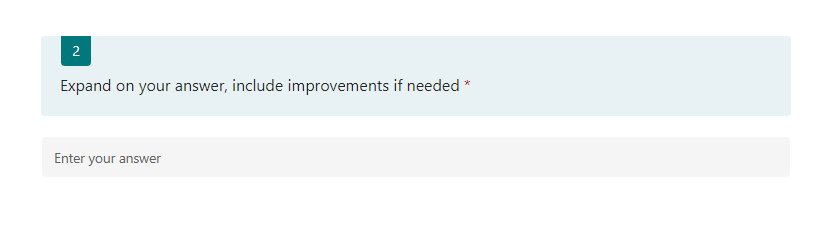 2
Expand on your answer, include improvements if needed *
Enter your answer